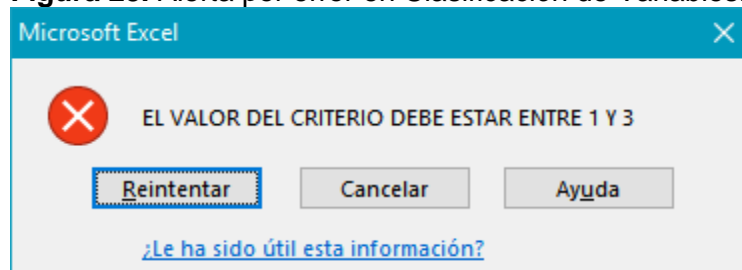 Microsoft Excel
EL VALOR DEL CRITERIO DEBE ESTAR ENTRE 1 Y 3
Reintentar Cancelar Ayuda
¿Le ha sido útil esta información?